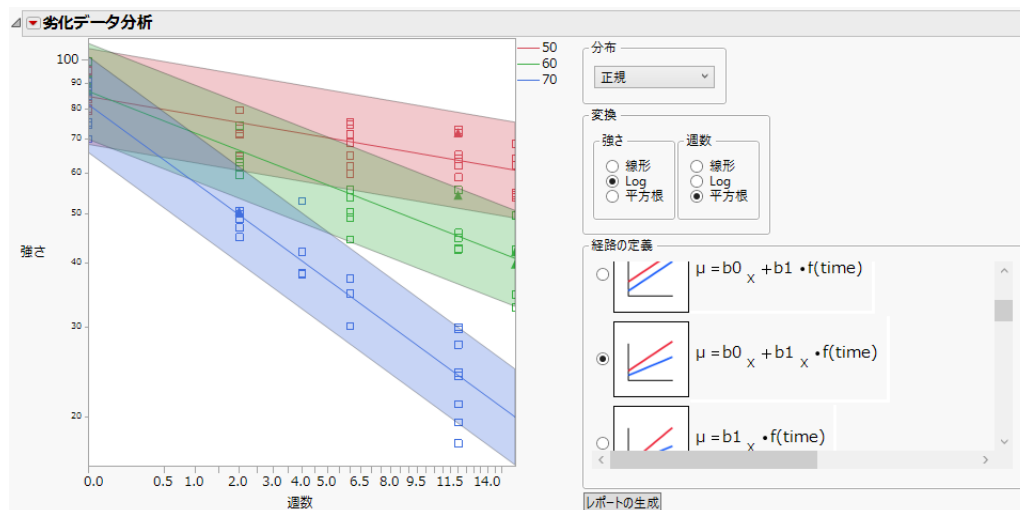 劣化データ分析
100
90
80
70
60
50
40
30
20
強さ
0.0 0.5 1.0 2.0 3.0 4.0 5.0 6.5 8.0 9.5 11.5 14.0
週数
50
60
70
分布
正規
変換
強さ
線形
Log
平方根
週数
線形
Log
平方根
経路の定義
μ = b0 X + b1 • f(time)
μ = b0 X + b1 X • f(time)
μ = b1 X • f(time)
レポートの生成